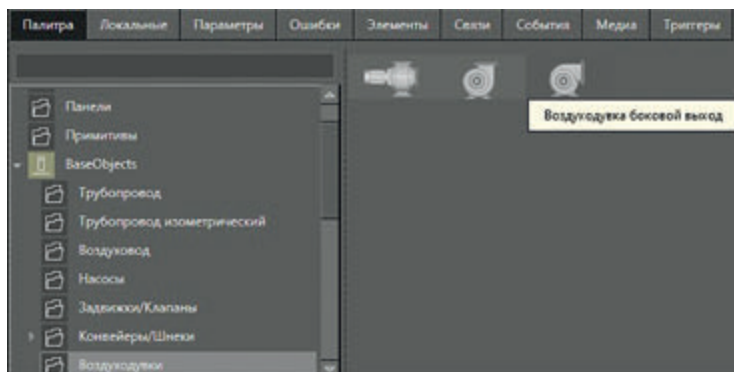 Палитра Локальные Параметры Ошибки Элементы Связи События Медиа Триггеры
Панели
Примитивы
BaseObjects
Трубопровод
Трубопровод изометрический
Воздуховод
Насосы
Задвижки/Клапаны
Конвейеры/Шнеки
Воздуходувки
Воздуходувка боковой выход